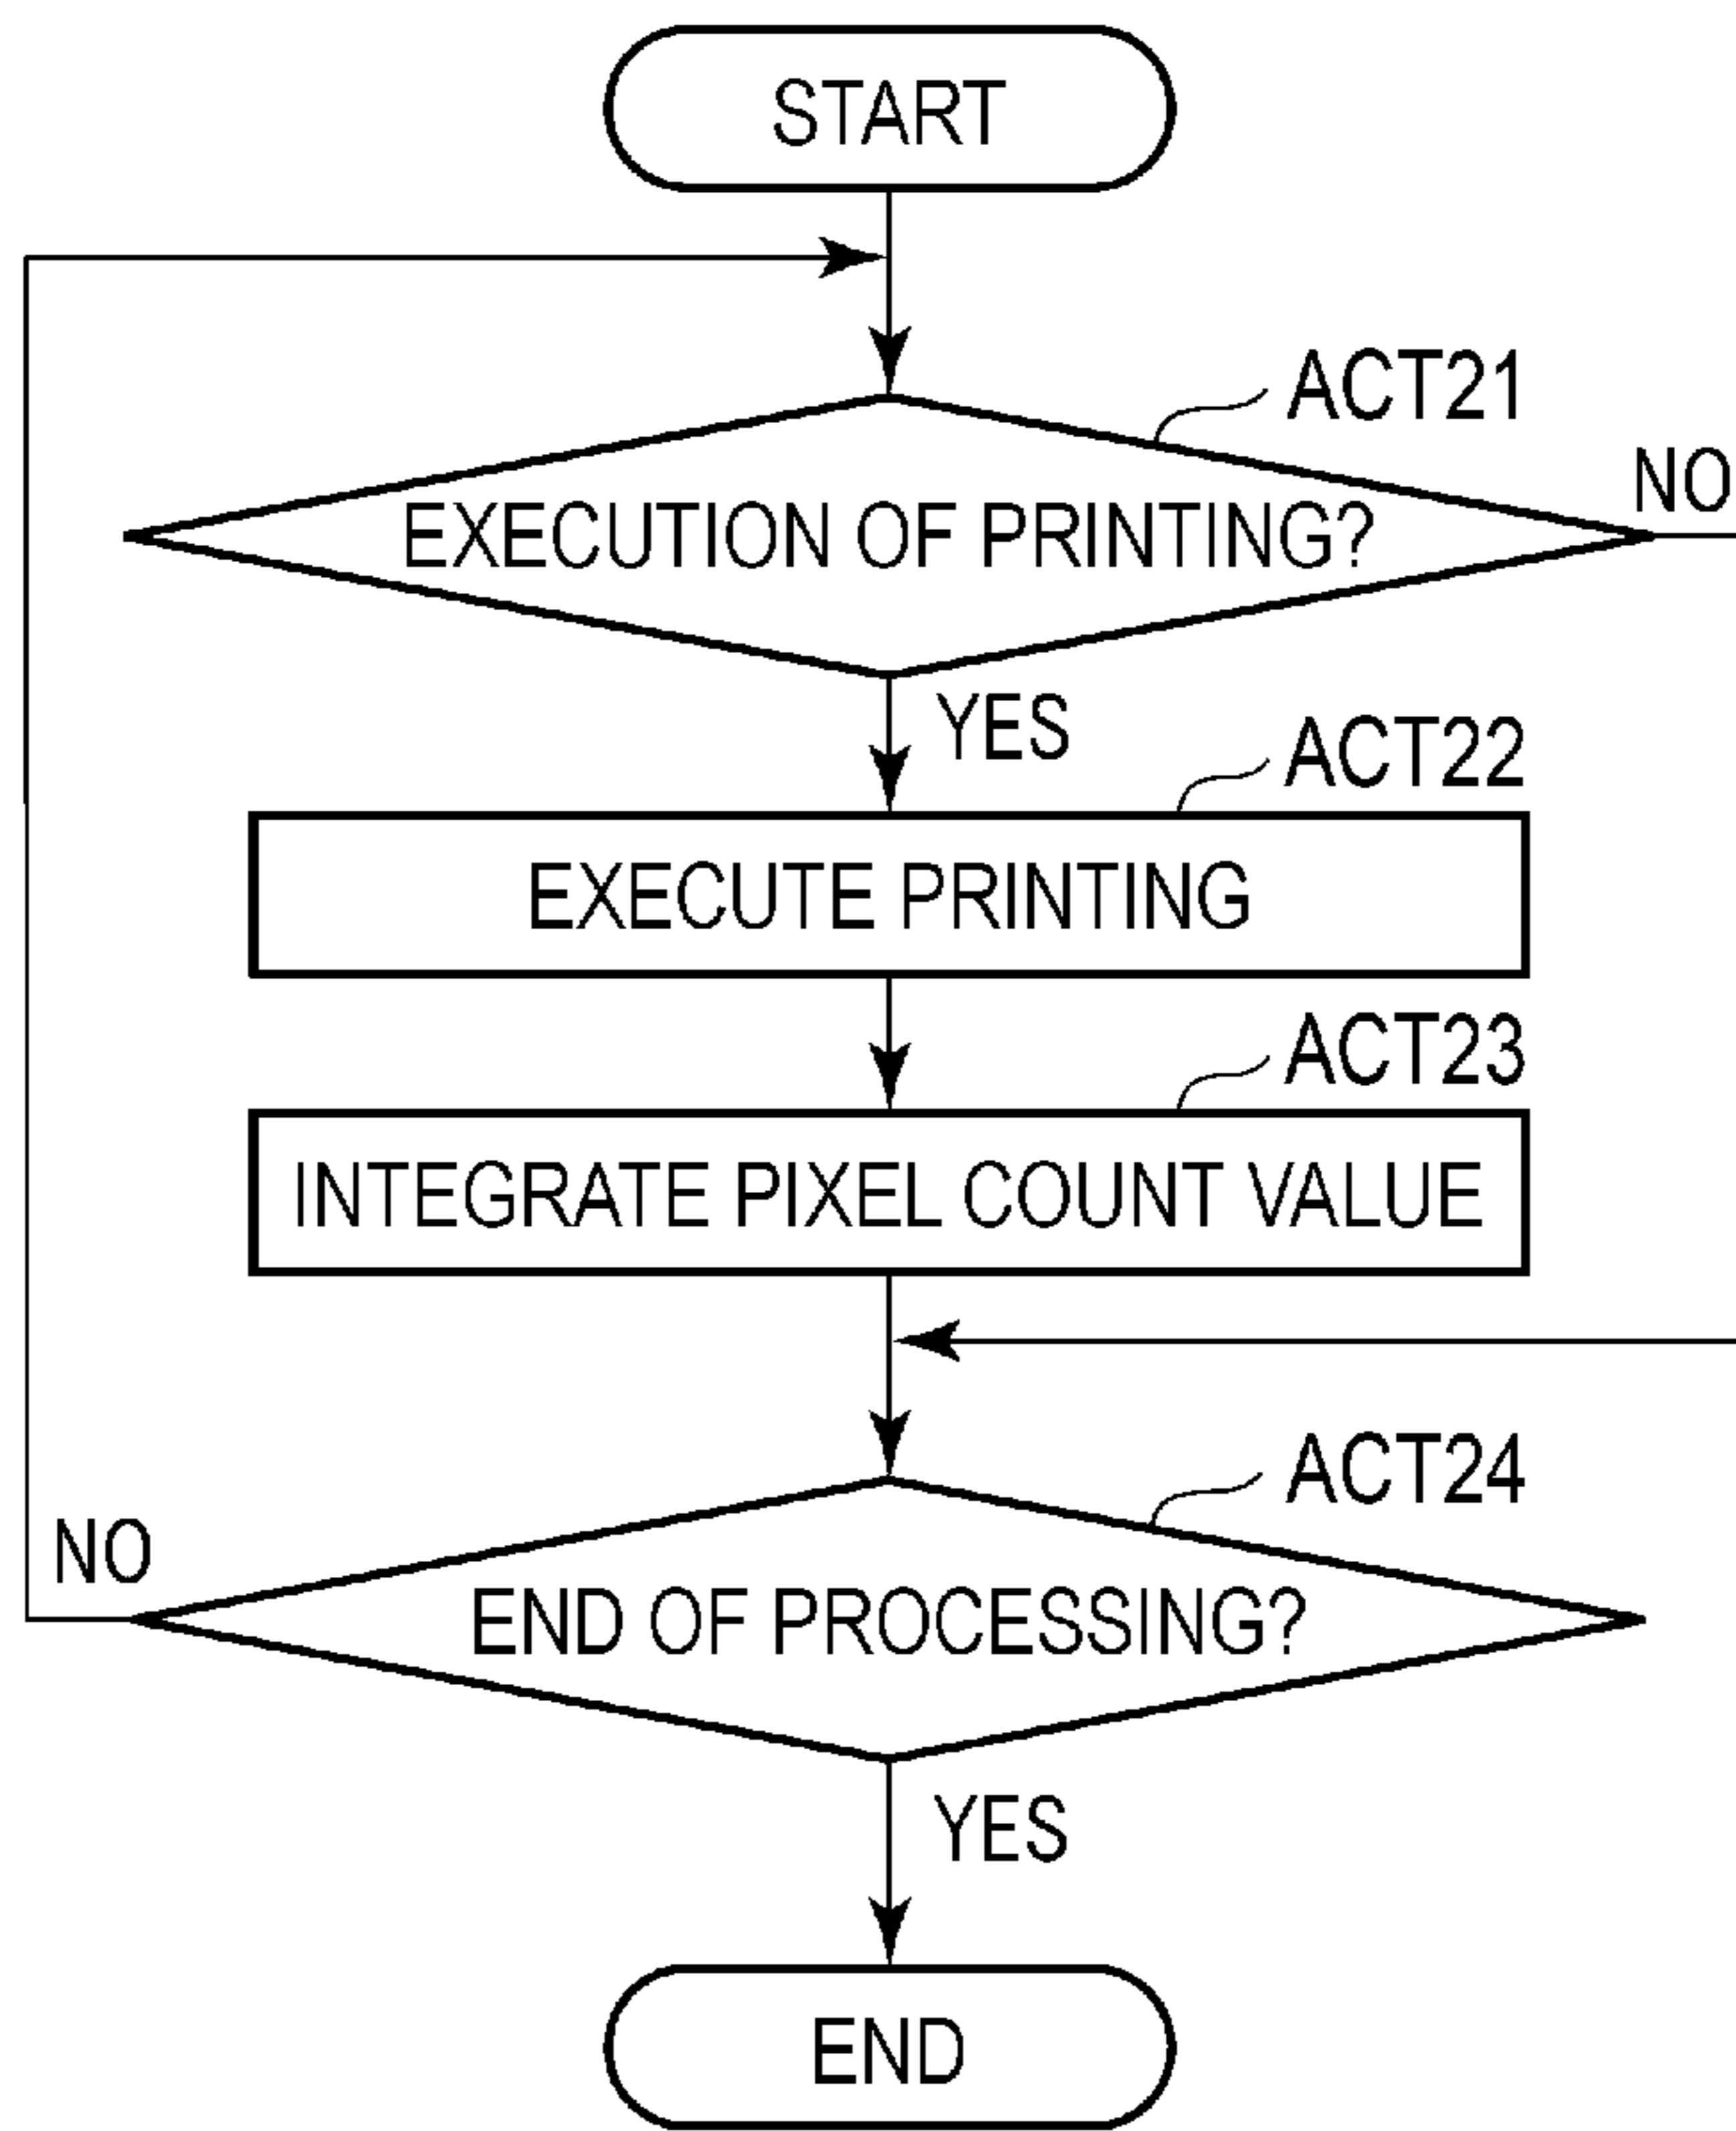 START
ACT21
NO
EXECUTION OF PRINTING?
YES
ACT22
EXECUTE PRINTING
ACT23
INTEGRATE PIXEL COUNT VALUE
ACT24
NO
END OF PROCESSING?
YES
END